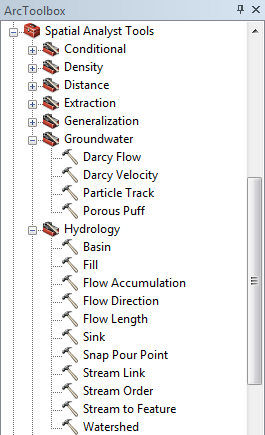 ArcToolbox
Spatial Analyst Tools
Conditional
Density
Distance
Extraction
Generalization
Groundwater
Darcy Flow
Darcy Velocity
Particle Track
Porous Puff
Hydrology
Basin
Fill
Flow Accumulation
Flow Direction
Flow Length
Sink
Snap Pour Point
Stream Link
Stream Order
Stream to Feature
Watershed